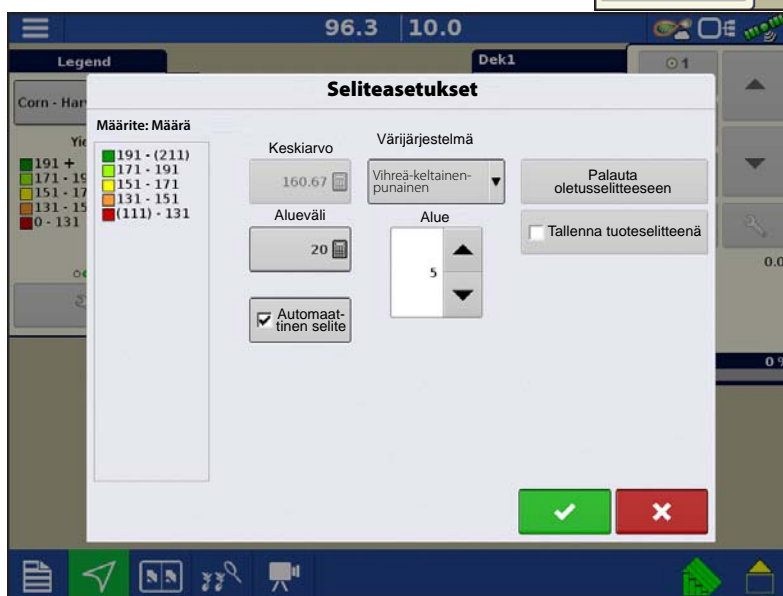 96.3 10.0
Legend
Dek1
1
Corn - Har
Yie
191 +
171 - 19
151 - 17
131 - 15
0 - 131
0.0
0 %
Seliteasetukset
Määrite: Määrä
191 - (211)
171 - 191
151 - 171
131 - 151
(111) - 131
Keskiarvo
160.67
Alueväli
20
Automaat-
tinen selite
Värijärjestelmä
Vihreä-keltainen-
punainen
Alue
5
Palauta
oletusselitteeseen
Tallenna tuoteselitteenä